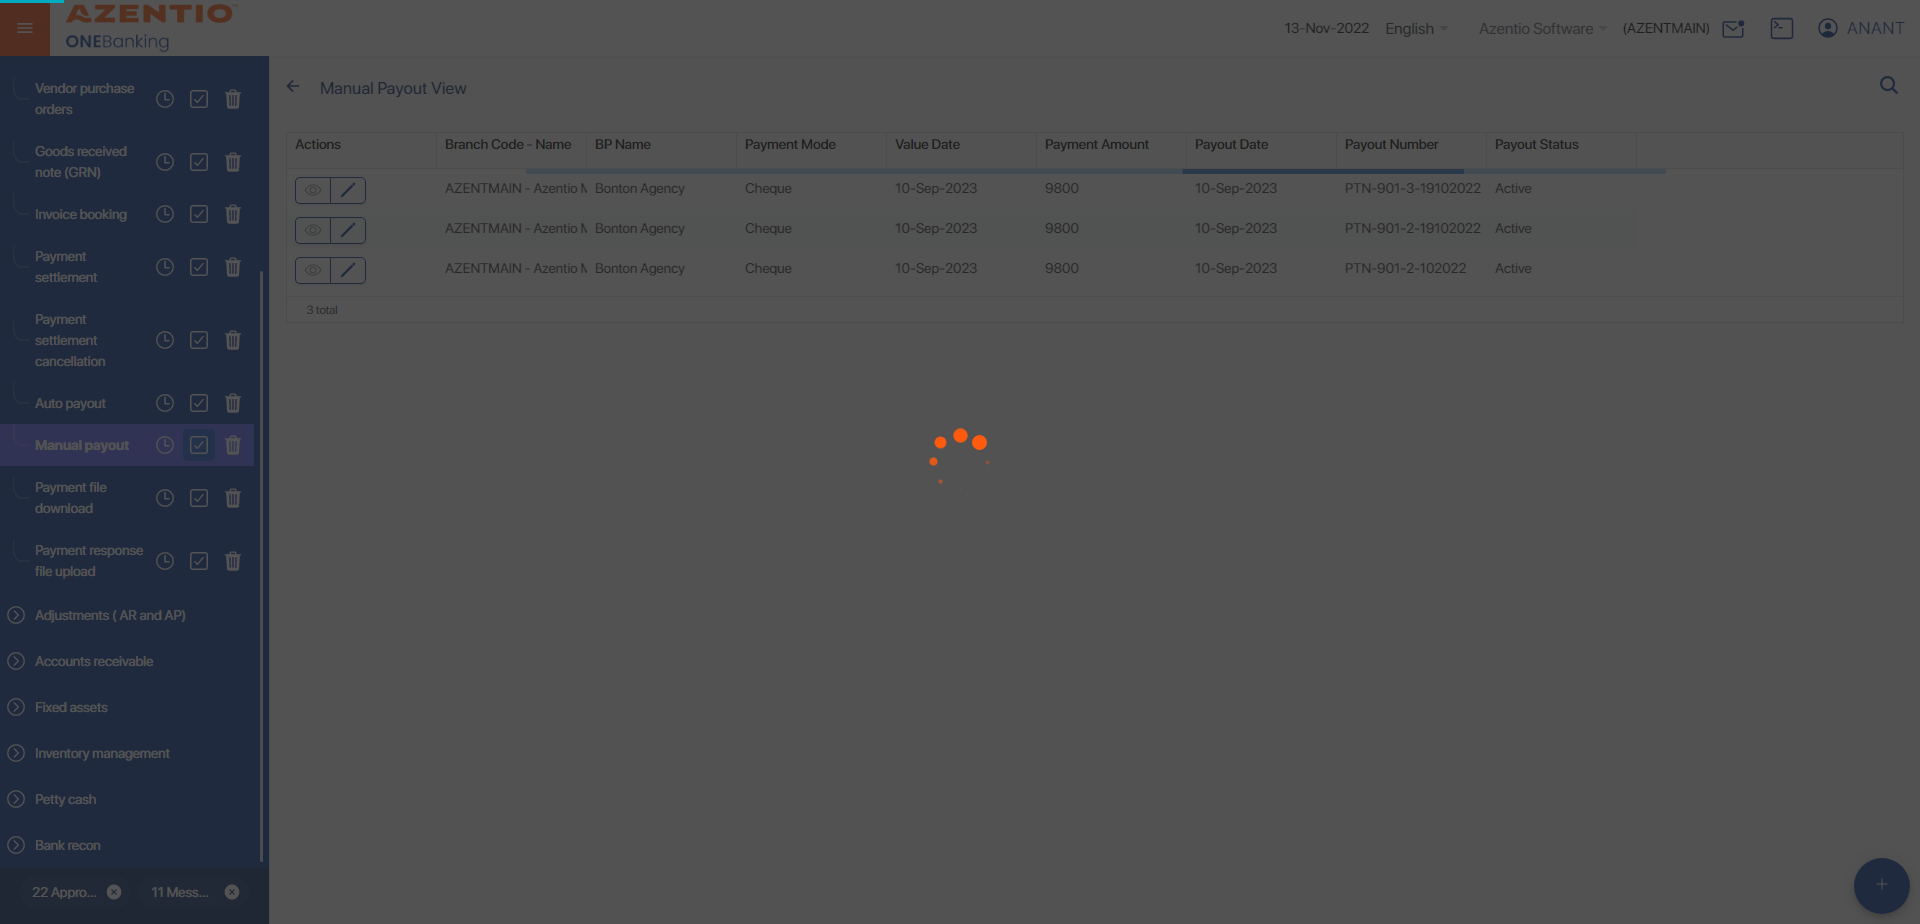 AZENTIO
ONEBanking
13-Nov-2022 English Azentio Software (AZENTMAIN) ANANT
Vendor purchase
orders
Goods received
note (GRN)
Invoice booking
Payment
settlement
Payment
settlement
cancellation
Auto payout
Manual payout
Payment file
download
Payment response
file upload
Adjustments ( AR and AP)
Accounts receivable
Fixed assets
Inventory management
Petty cash
Bank recon
22 Appro...
11 Mess...
Manual Payout View
Actions Branch Code - Name BP Name Payment Mode Value Date Payment Amount Payout Date Payout Number Payout Status
AZENTMAIN - Azentio M Bonton Agency Cheque 10-Sep-2023 9800 10-Sep-2023 PTN-901-3-19102022 Active
AZENTMAIN - Azentio M Bonton Agency Cheque 10-Sep-2023 9800 10-Sep-2023 PTN-901-2-19102022 Active
AZENTMAIN - Azentio M Bonton Agency Cheque 10-Sep-2023 9800 10-Sep-2023 PTN-901-2-102022 Active
3 total